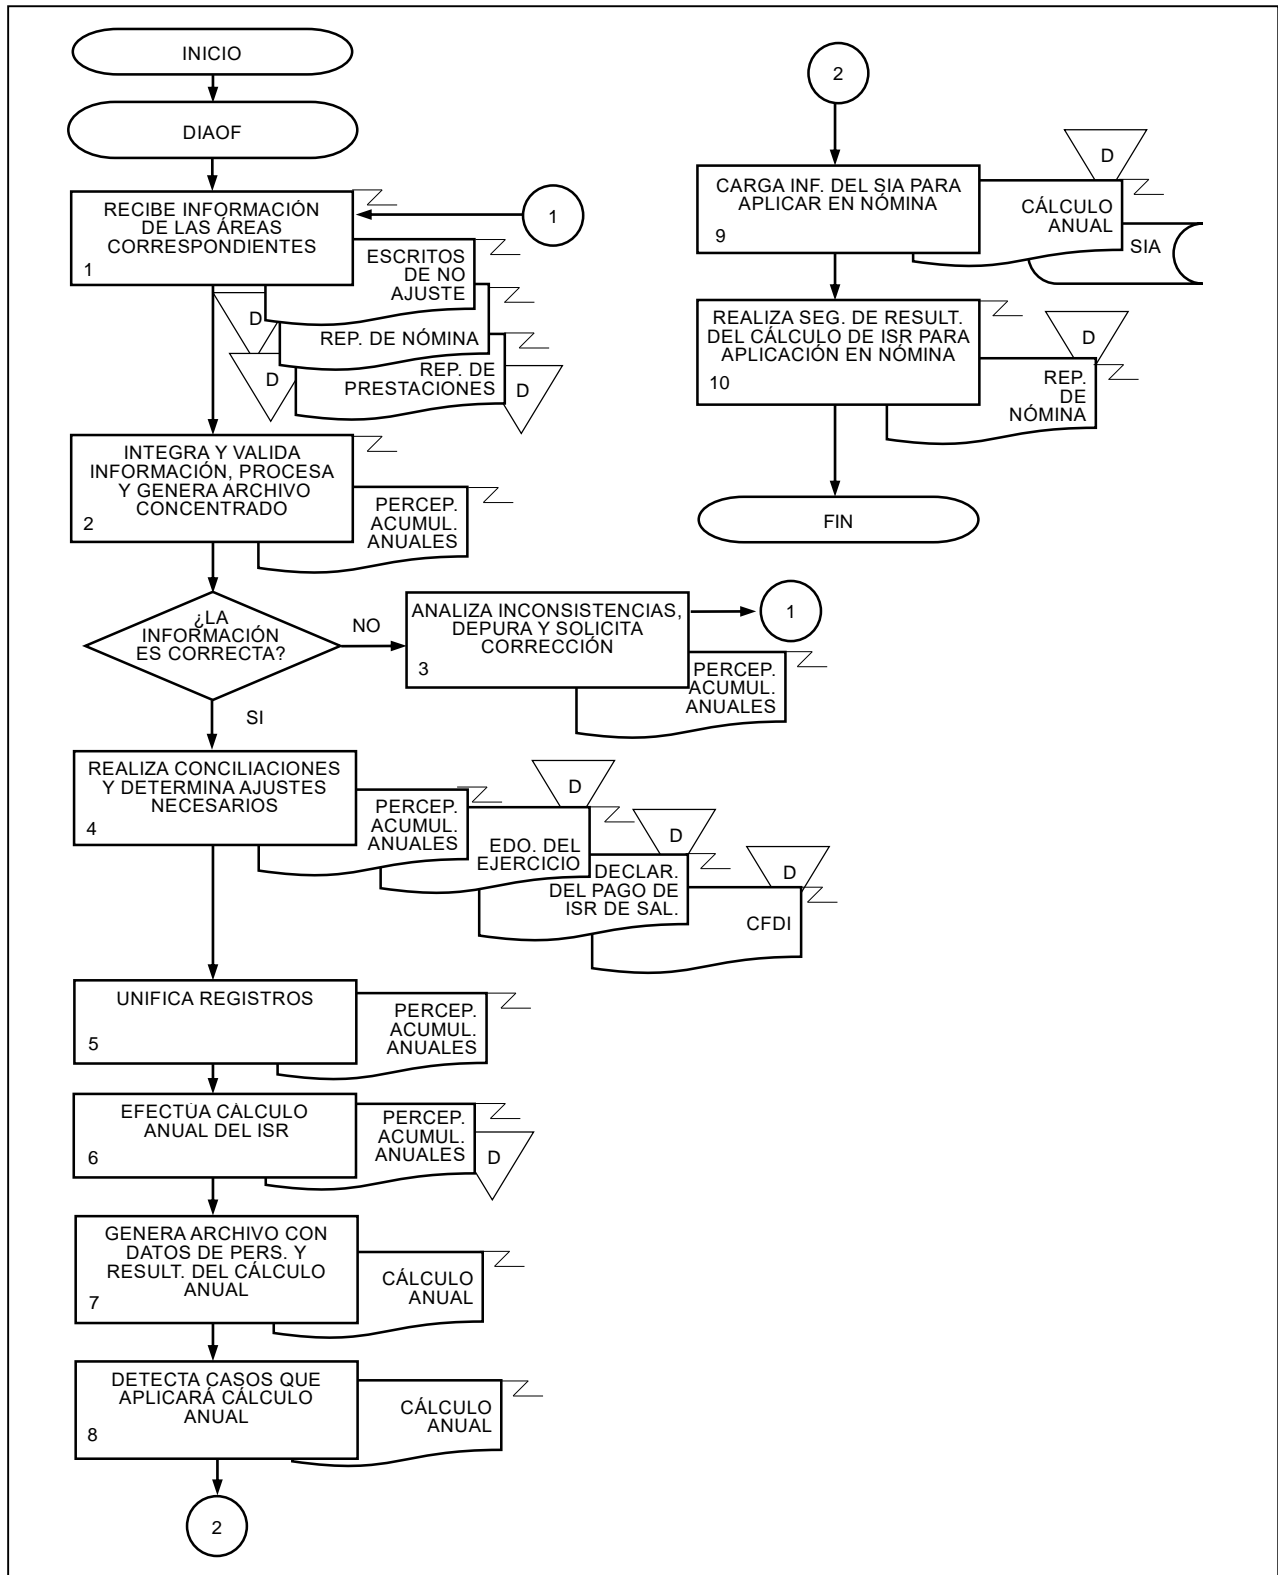 INICIO
DIAOF
RECIBE INFORMACIÓN
DE LAS ÁREAS
CORRESPONDIENTES
1
1
ESCRITOS
DE NO
AJUSTE
D
REP. DE NÓMINA
D
REP. DE
PRESTACIONES
D
INTEGRA Y VALIDA
INFORMACIÓN, PROCESA
Y GENERA ARCHIVO
CONCENTRADO
2
PERCEP.
ACUMUL.
ANUALES
¿LA
INFORMACIÓN
ES CORRECTA?
NO
SI
ANALIZA INCONSISTENCIAS,
DEPURA Y SOLICITA
CORRECCIÓN
3
1
PERCEP.
ACUMUL.
ANUALES
REALIZA CONCILIACIONES
Y DETERMINA AJUSTES
NECESARIOS
4
PERCEP.
ACUMUL.
ANUALES
D
EDO. DEL
EJERCICIO
D
DECLAR.
DEL PAGO DE
ISR DE SAL.
D
CFDI
UNIFICA REGISTROS
5
PERCEP.
ACUMUL.
ANUALES
EFECTÚA CÁLCULO
ANUAL DEL ISR
6
PERCEP.
ACUMUL.
ANUALES
D
GENERA ARCHIVO CON
DATOS DE PERS. Y
RESULT. DEL CÁLCULO
ANUAL
7
CÁLCULO
ANUAL
DETECTA CASOS QUE
APLICARÁ CÁLCULO
ANUAL
8
CÁLCULO
ANUAL
2
2
CARGA INF. DEL SIA PARA
APLICAR EN NÓMINA
9
D
CÁLCULO
ANUAL
SIA
REALIZA SEG. DE RESULT.
DEL CÁLCULO DE ISR PARA
APLICACIÓN EN NÓMINA
10
D
REP.
DE
NÓMINA
FIN